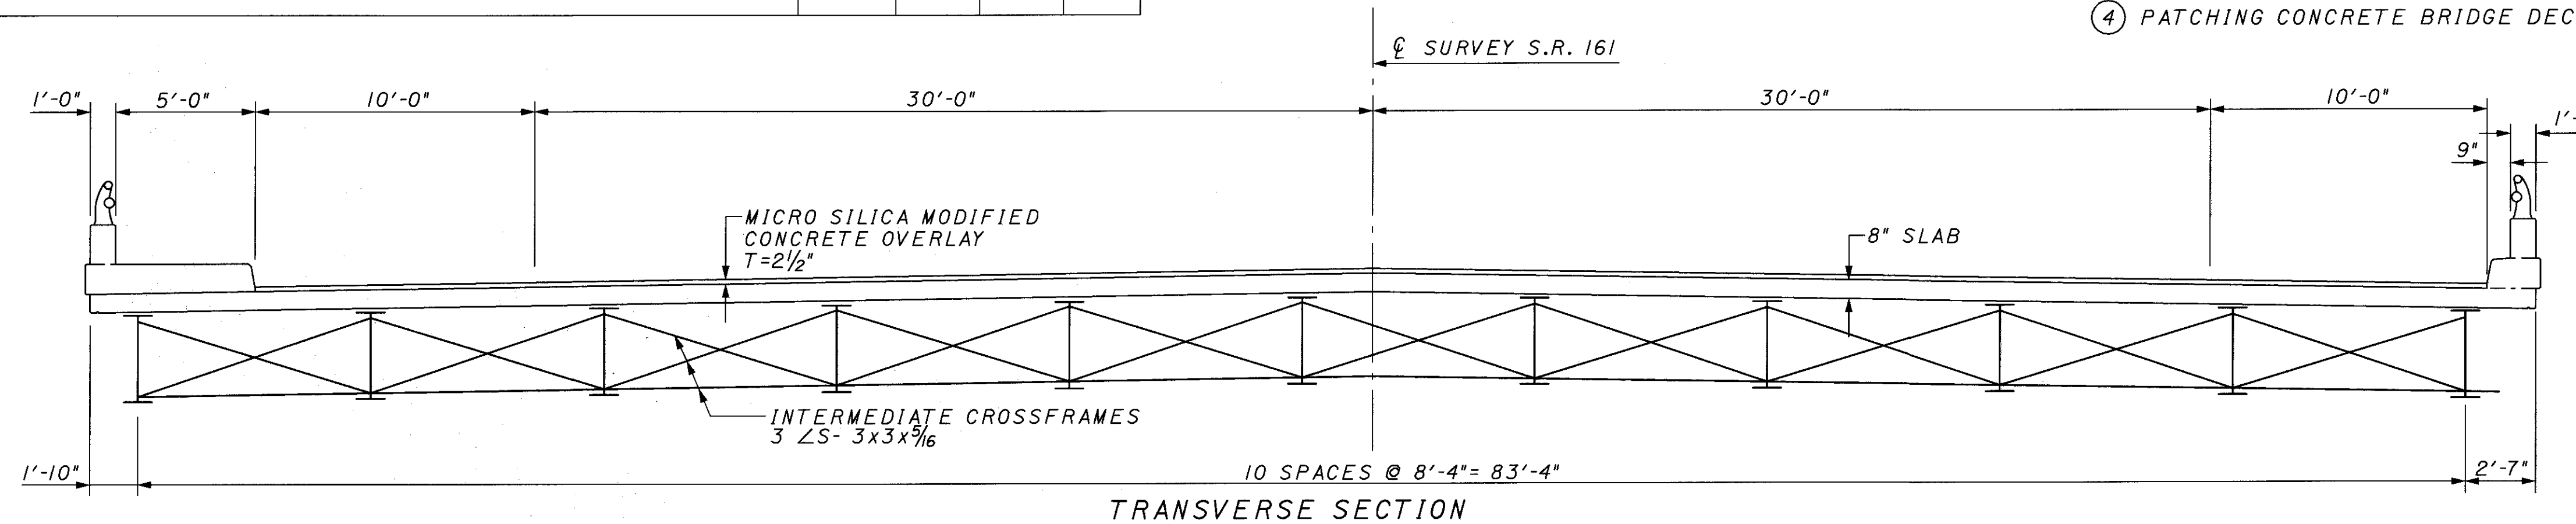 ④ PATCHING CONCRETE BRIDGE DEC
℄ SURVEY S.R. 161
1'-0" 5'-0" 10'-0" 30'-0" 30'-0" 10'-0"
1'-
9"
MICRO SILICA MODIFIED
CONCRETE OVERLAY
T=2½"
8" SLAB
INTERMEDIATE CROSSFRAMES
3 ∠S- 3x3x5/16
1'-10" 10 SPACES @ 8'-4"= 83'-4" 2'-7"
TRANSVERSE SECTION